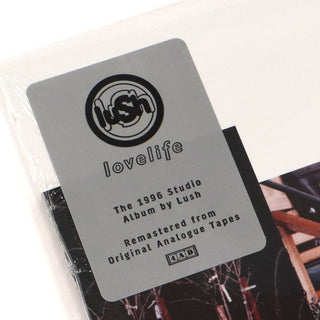 lush
lovelife
The 1996 Studio
Album by Lush
Remastered from
Original Analogue Tapes
4AD